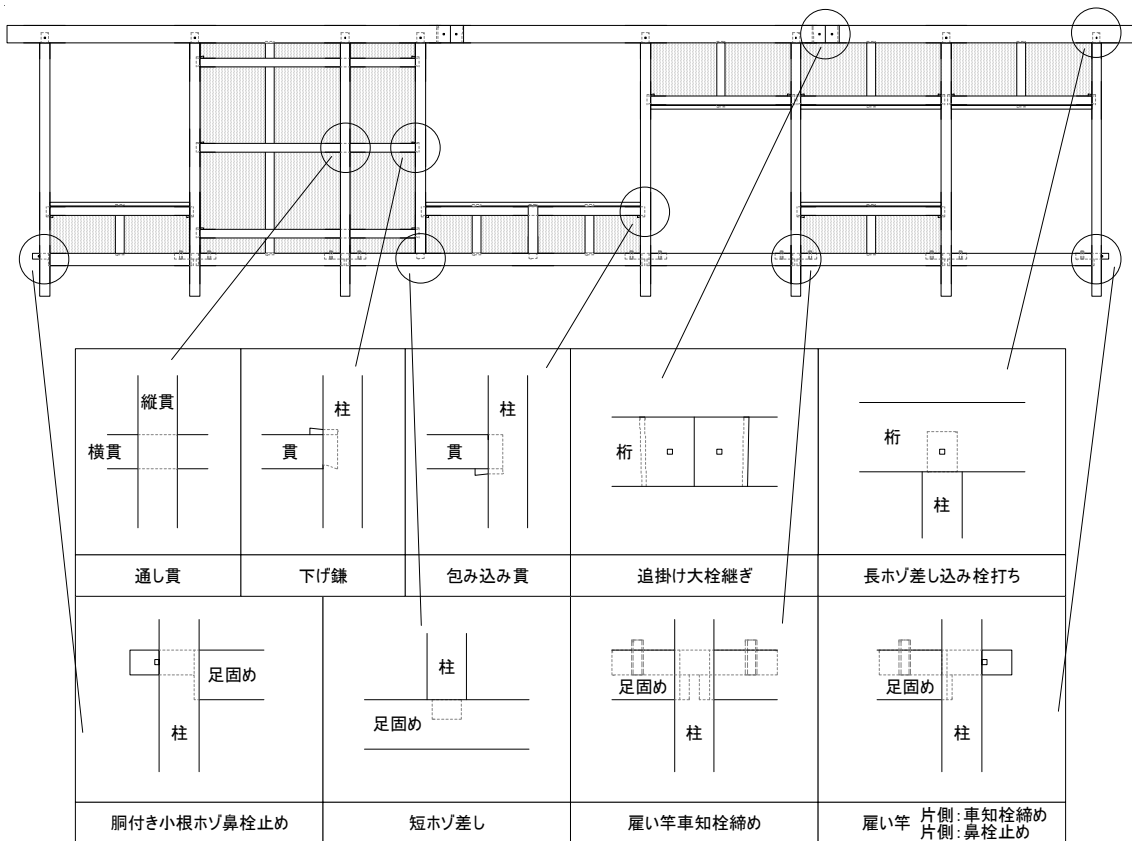 縦貫
横貫
通し貫
柱
貫
下げ鎌
柱
貫
包み込み貫
桁
追掛け大栓継ぎ
桁
柱
長ホゾ差し込み栓打ち
足固め
柱
胴付き小根ホゾ鼻栓止め
柱
足固め
短ホゾ差し
足固め
柱
雇い竿車知栓締め
足固め
柱
雇い竿 片側：車知栓締め
片側：鼻栓止め